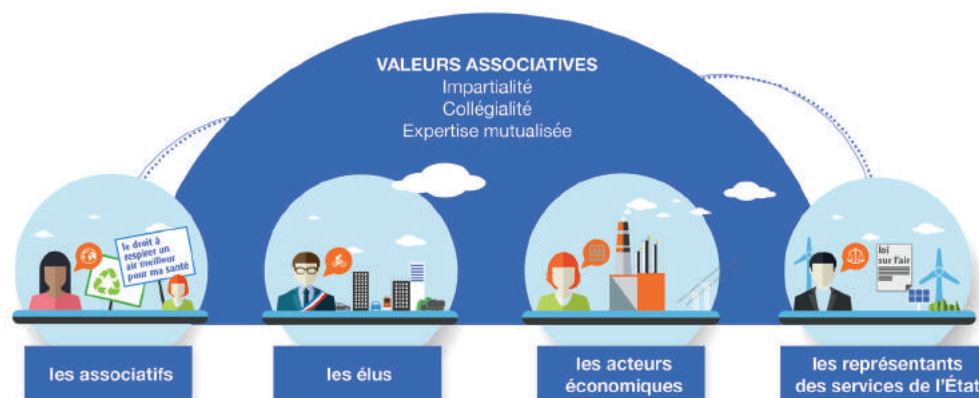 VALEURS ASSOCIATIVES
Impartialité
Collégialité
Expertise mutualisée
le droit à
respirer un
air meilleur
pour ma santé
loi
sur l'air
les associatifs
les élus
les acteurs
économiques
les représentants
des services de l'État